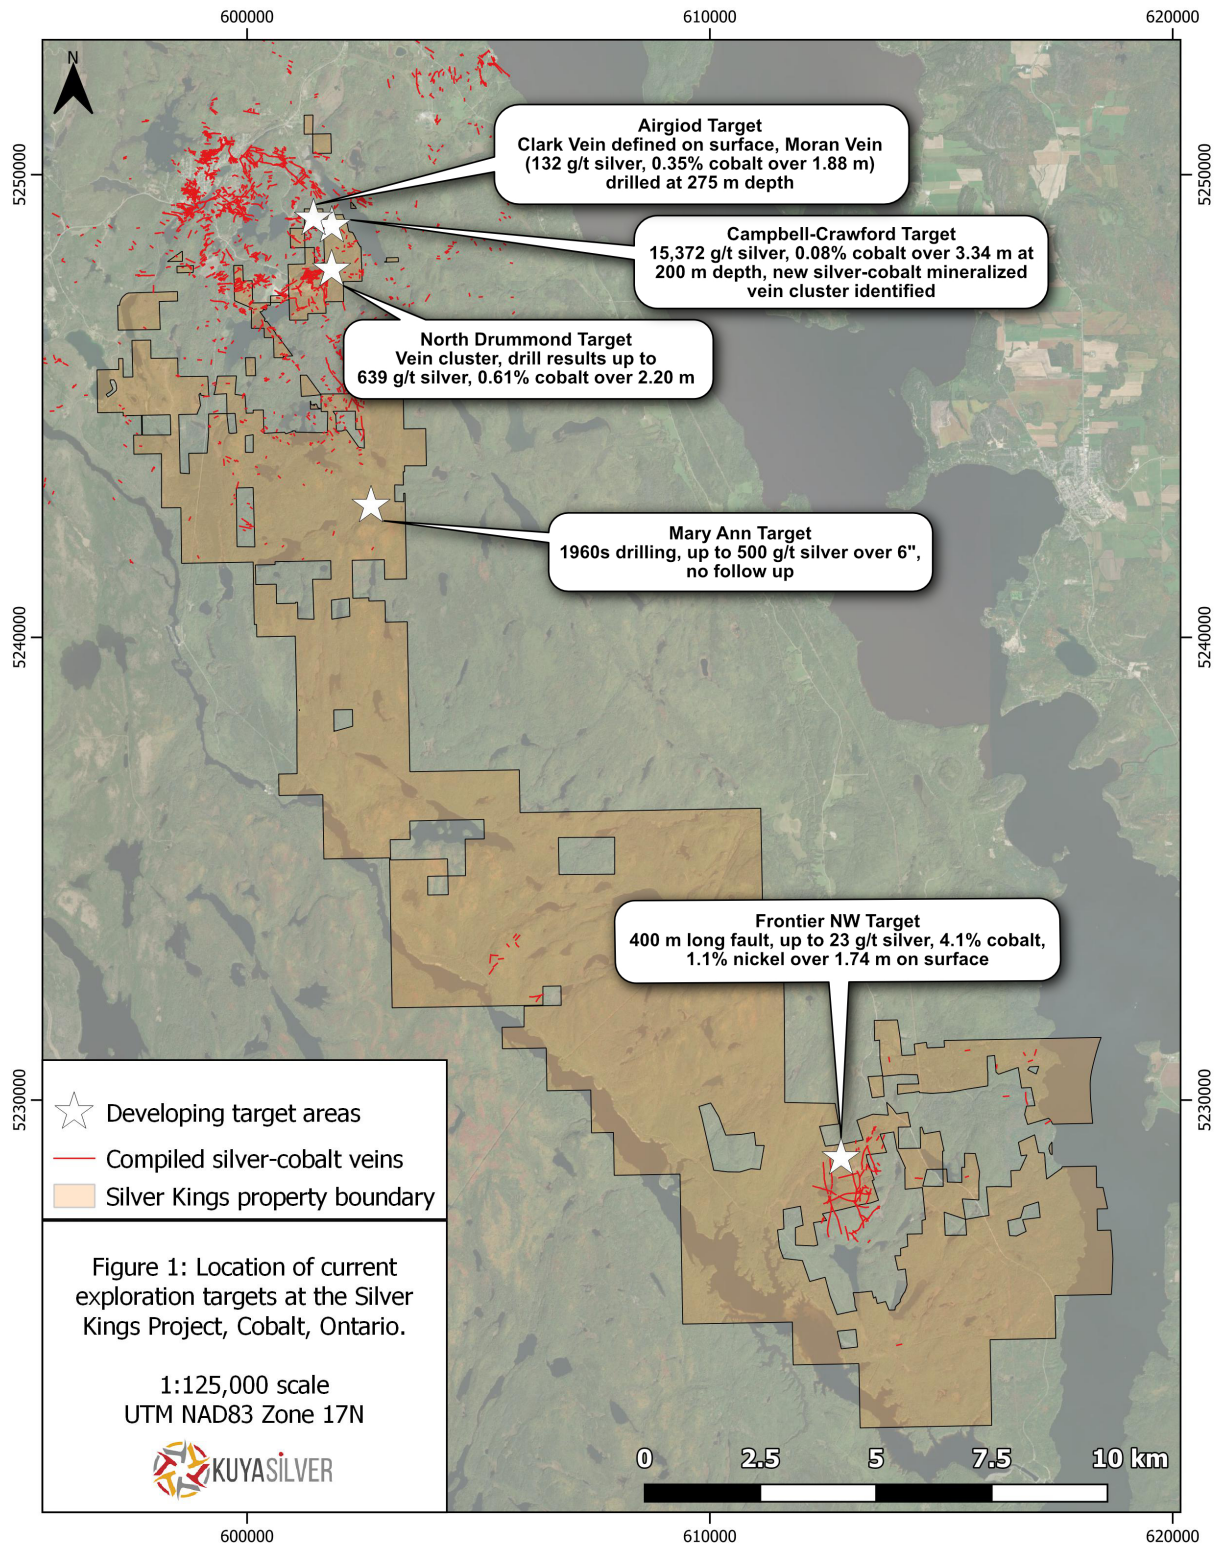 600000
610000
620000
N
5250000
5250000
Airgiod Target
Clark Vein defined on surface, Moran Vein
(132 g/t silver, 0.35% cobalt over 1.88 m)
drilled at 275 m depth
Campbell-Crawford Target
15,372 g/t silver, 0.08% cobalt over 3.34 m at
200 m depth, new silver-cobalt mineralized
vein cluster identified
North Drummond Target
Vein cluster, drill results up to
639 g/t silver, 0.61% cobalt over 2.20 m
Mary Ann Target
1960s drilling, up to 500 g/t silver over 6",
no follow up
5240000
5240000
Frontier NW Target
400 m long fault, up to 23 g/t silver, 4.1% cobalt,
1.1% nickel over 1.74 m on surface
5230000
5230000
Developing target areas
Compiled silver-cobalt veins
Silver Kings property boundary
Figure 1: Location of current
exploration targets at the Silver
Kings Project, Cobalt, Ontario.
1:125,000 scale
UTM NAD83 Zone 17N
KUYASILVER
0 2.5 5 7.5 10 km
600000
610000
620000